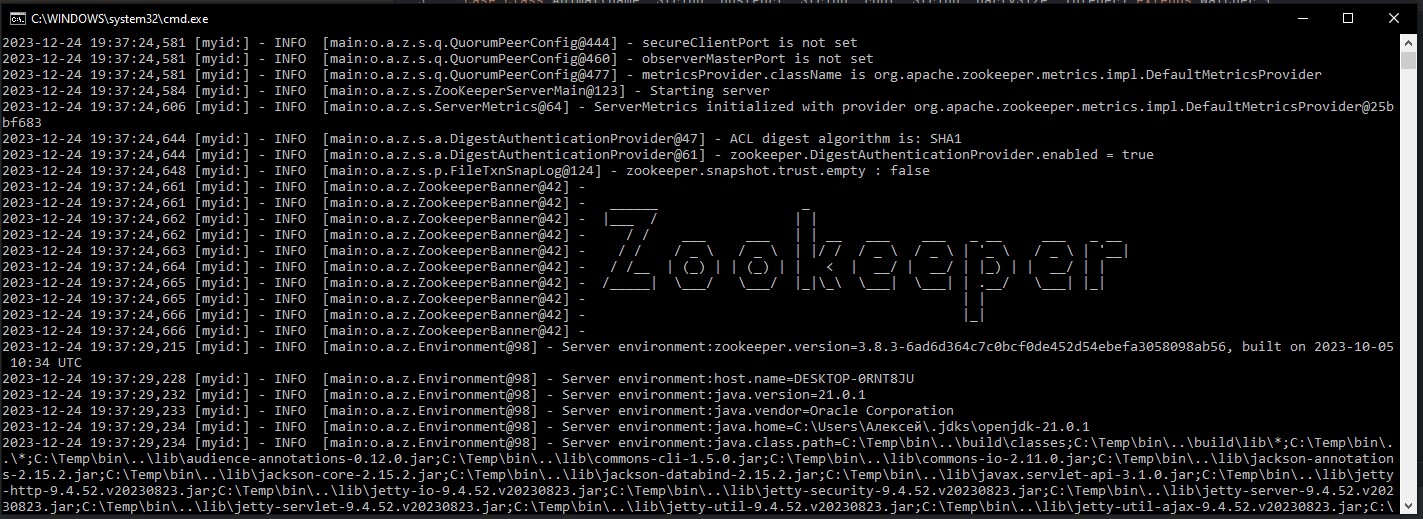 C:\WINDOWS\system32\cmd.exe
2023-12-24 19:37:24,581 [myid:] - INFO  [main:o.a.z.s.q.QuorumPeerConfig@444] - secureClientPort is not set
2023-12-24 19:37:24,581 [myid:] - INFO  [main:o.a.z.s.q.QuorumPeerConfig@460] - observerMasterPort is not set
2023-12-24 19:37:24,581 [myid:] - INFO  [main:o.a.z.s.q.QuorumPeerConfig@477] - metricsProvider.className is org.apache.zookeeper.metrics.impl.DefaultMetricsProvider
2023-12-24 19:37:24,584 [myid:] - INFO  [main:o.a.z.s.ZooKeeperServerMain@123] - Starting server
2023-12-24 19:37:24,606 [myid:] - INFO  [main:o.a.z.s.ServerMetrics@64] - ServerMetrics initialized with provider org.apache.zookeeper.metrics.impl.DefaultMetricsProvider@25b
bf683
2023-12-24 19:37:24,644 [myid:] - INFO  [main:o.a.z.s.a.DigestAuthenticationProvider@47] - ACL digest algorithm is: SHA1
2023-12-24 19:37:24,644 [myid:] - INFO  [main:o.a.z.s.a.DigestAuthenticationProvider@61] - zookeeper.DigestAuthenticationProvider.enabled = true
2023-12-24 19:37:24,648 [myid:] - INFO  [main:o.a.z.s.p.FileTxnSnapLog@124] - zookeeper.snapshot.trust.empty : false
2023-12-24 19:37:24,661 [myid:] - INFO  [main:o.a.z.ZookeeperBanner@42] -
2023-12-24 19:37:24,661 [myid:] - INFO  [main:o.a.z.ZookeeperBanner@42] -   ______                  _
2023-12-24 19:37:24,662 [myid:] - INFO  [main:o.a.z.ZookeeperBanner@42] -  |___  /                 | |
2023-12-24 19:37:24,662 [myid:] - INFO  [main:o.a.z.ZookeeperBanner@42] -     / /    ___     ___   | | __   ___    ___   _ __     ___   _ __
2023-12-24 19:37:24,663 [myid:] - INFO  [main:o.a.z.ZookeeperBanner@42] -    / /    / _ \   / _ \  | |/ /  / _ \  / _ \ | '_ \   / _ \ | '__|
2023-12-24 19:37:24,664 [myid:] - INFO  [main:o.a.z.ZookeeperBanner@42] -   / /__  | (_) | | (_) | |   <  |  __/ |  __/ | |_) | |  __/ | |
2023-12-24 19:37:24,665 [myid:] - INFO  [main:o.a.z.ZookeeperBanner@42] -  /_____|  \___/   \___/  |_|\_\  \___|  \___| | .__/   \___| |_|
2023-12-24 19:37:24,665 [myid:] - INFO  [main:o.a.z.ZookeeperBanner@42] -                                               | |
2023-12-24 19:37:24,666 [myid:] - INFO  [main:o.a.z.ZookeeperBanner@42] -                                               |_|
2023-12-24 19:37:24,666 [myid:] - INFO  [main:o.a.z.ZookeeperBanner@42] -
2023-12-24 19:37:29,215 [myid:] - INFO  [main:o.a.z.Environment@98] - Server environment:zookeeper.version=3.8.3-6ad6d364c7c0bcf0de452d54ebefa3058098ab56, built on 2023-10-05
 10:34 UTC
2023-12-24 19:37:29,228 [myid:] - INFO  [main:o.a.z.Environment@98] - Server environment:host.name=DESKTOP-0RNT8JU
2023-12-24 19:37:29,232 [myid:] - INFO  [main:o.a.z.Environment@98] - Server environment:java.version=21.0.1
2023-12-24 19:37:29,233 [myid:] - INFO  [main:o.a.z.Environment@98] - Server environment:java.vendor=Oracle Corporation
2023-12-24 19:37:29,234 [myid:] - INFO  [main:o.a.z.Environment@98] - Server environment:java.home=C:\Users\Алексей\.jdks\openjdk-21.0.1
2023-12-24 19:37:29,234 [myid:] - INFO  [main:o.a.z.Environment@98] - Server environment:java.class.path=C:\Temp\bin\..\build\classes;C:\Temp\bin\..\build\lib\*;C:\Temp\bin\.
.\*;C:\Temp\bin\..\lib\audience-annotations-0.12.0.jar;C:\Temp\bin\..\lib\commons-cli-1.5.0.jar;C:\Temp\bin\..\lib\commons-io-2.11.0.jar;C:\Temp\bin\..\lib\jackson-annotation
s-2.15.2.jar;C:\Temp\bin\..\lib\jackson-core-2.15.2.jar;C:\Temp\bin\..\lib\jackson-databind-2.15.2.jar;C:\Temp\bin\..\lib\javax.servlet-api-3.1.0.jar;C:\Temp\bin\..\lib\jetty
-http-9.4.52.v20230823.jar;C:\Temp\bin\..\lib\jetty-io-9.4.52.v20230823.jar;C:\Temp\bin\..\lib\jetty-security-9.4.52.v20230823.jar;C:\Temp\bin\..\lib\jetty-server-9.4.52.v202
30823.jar;C:\Temp\bin\..\lib\jetty-servlet-9.4.52.v20230823.jar;C:\Temp\bin\..\lib\jetty-util-9.4.52.v20230823.jar;C:\Temp\bin\..\lib\jetty-util-ajax-9.4.52.v20230823.jar;C:\